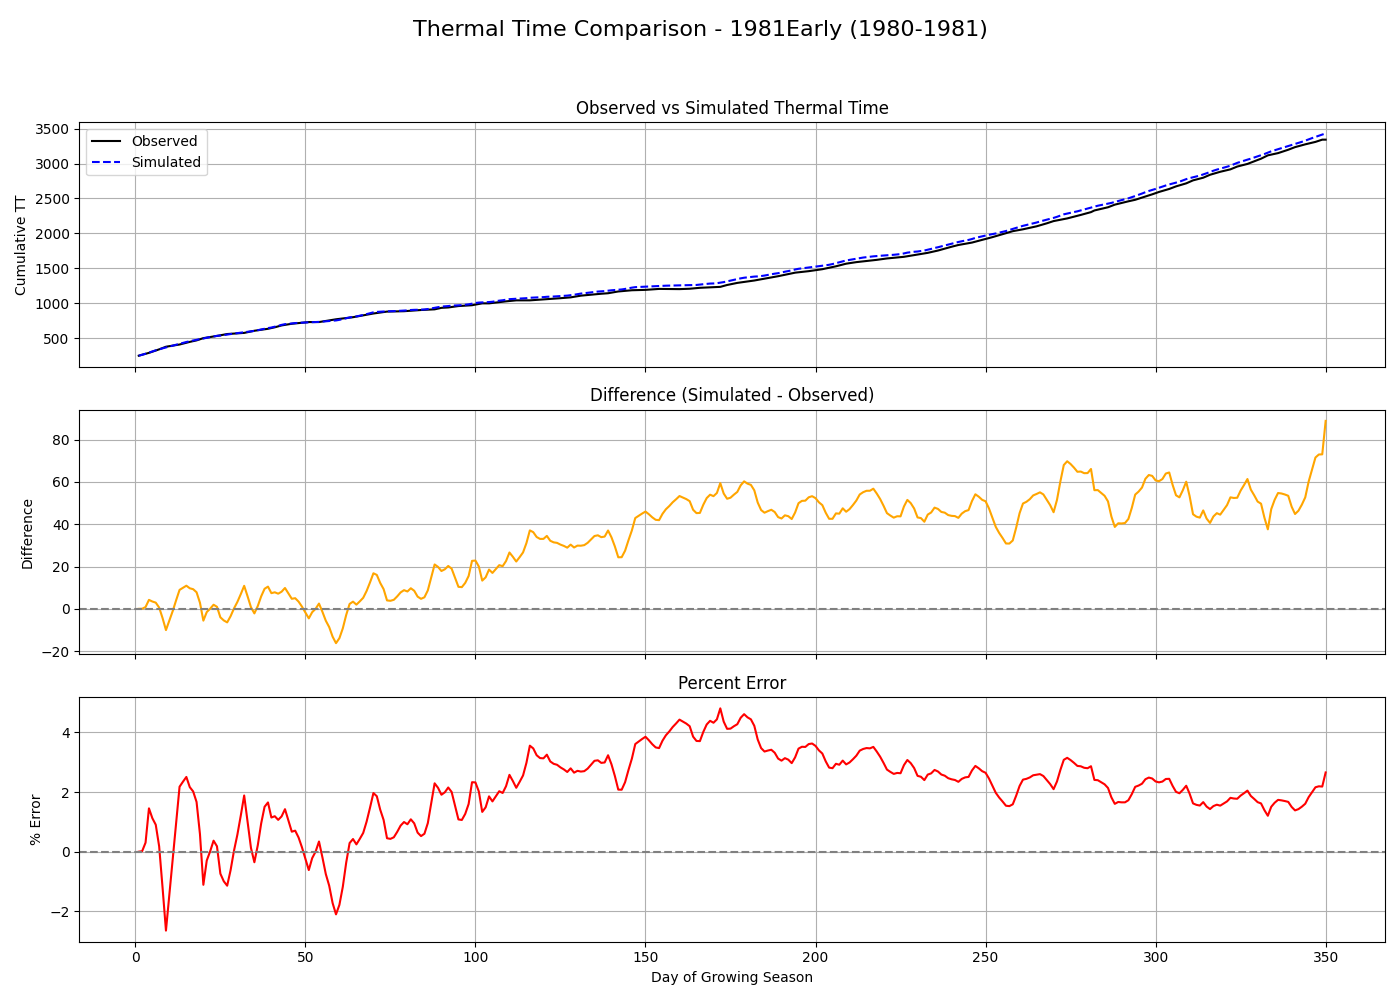 Thermal Time Comparison - 1981Early (1980-1981)
Observed vs Simulated Thermal Time
Cumulative TT
3500
3000
2500
2000
1500
1000
500
Observed
Simulated
Difference (Simulated - Observed)
Difference
80
60
40
20
0
−20
Percent Error
% Error
4
2
0
−2
0
50
100
150
200
250
300
350
Day of Growing Season